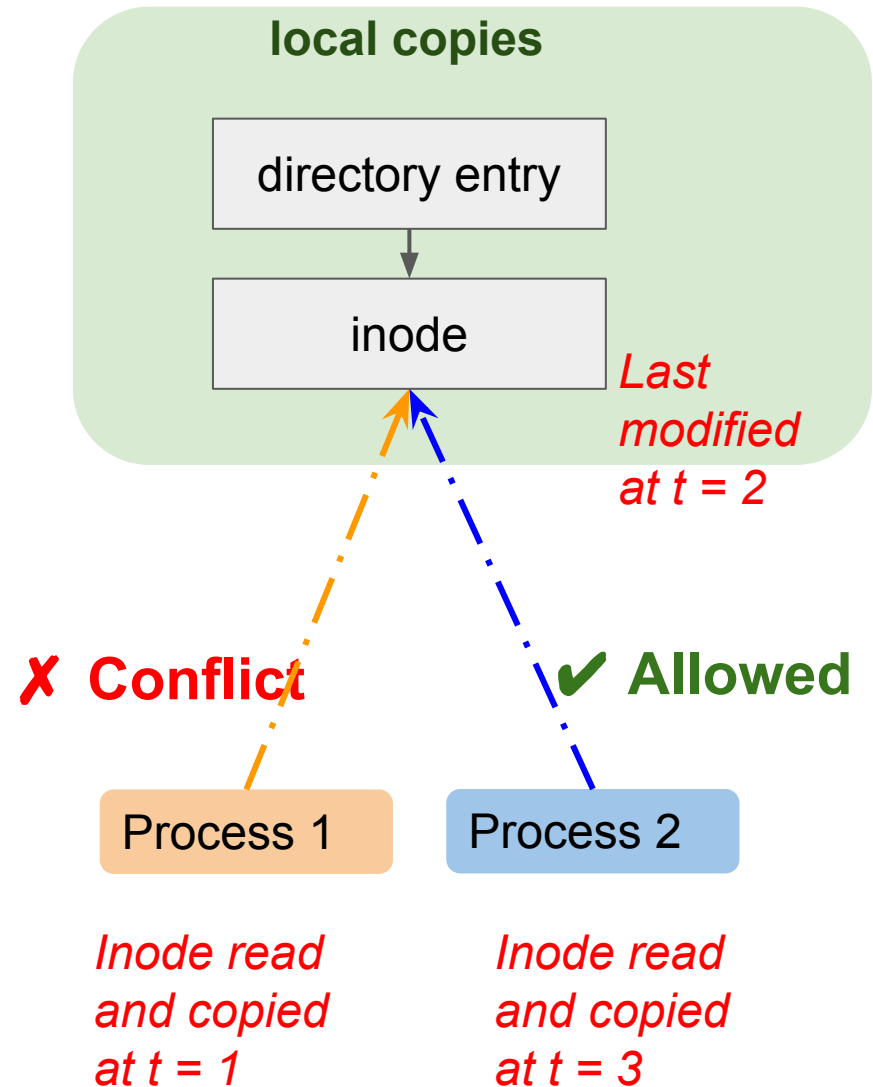 local copies
directory entry
inode
Last
modified
at t = 2
✗ Conflict
✔ Allowed
Process 1
Process 2
Inode read
and copied
at t = 1
Inode read
and copied
at t = 3